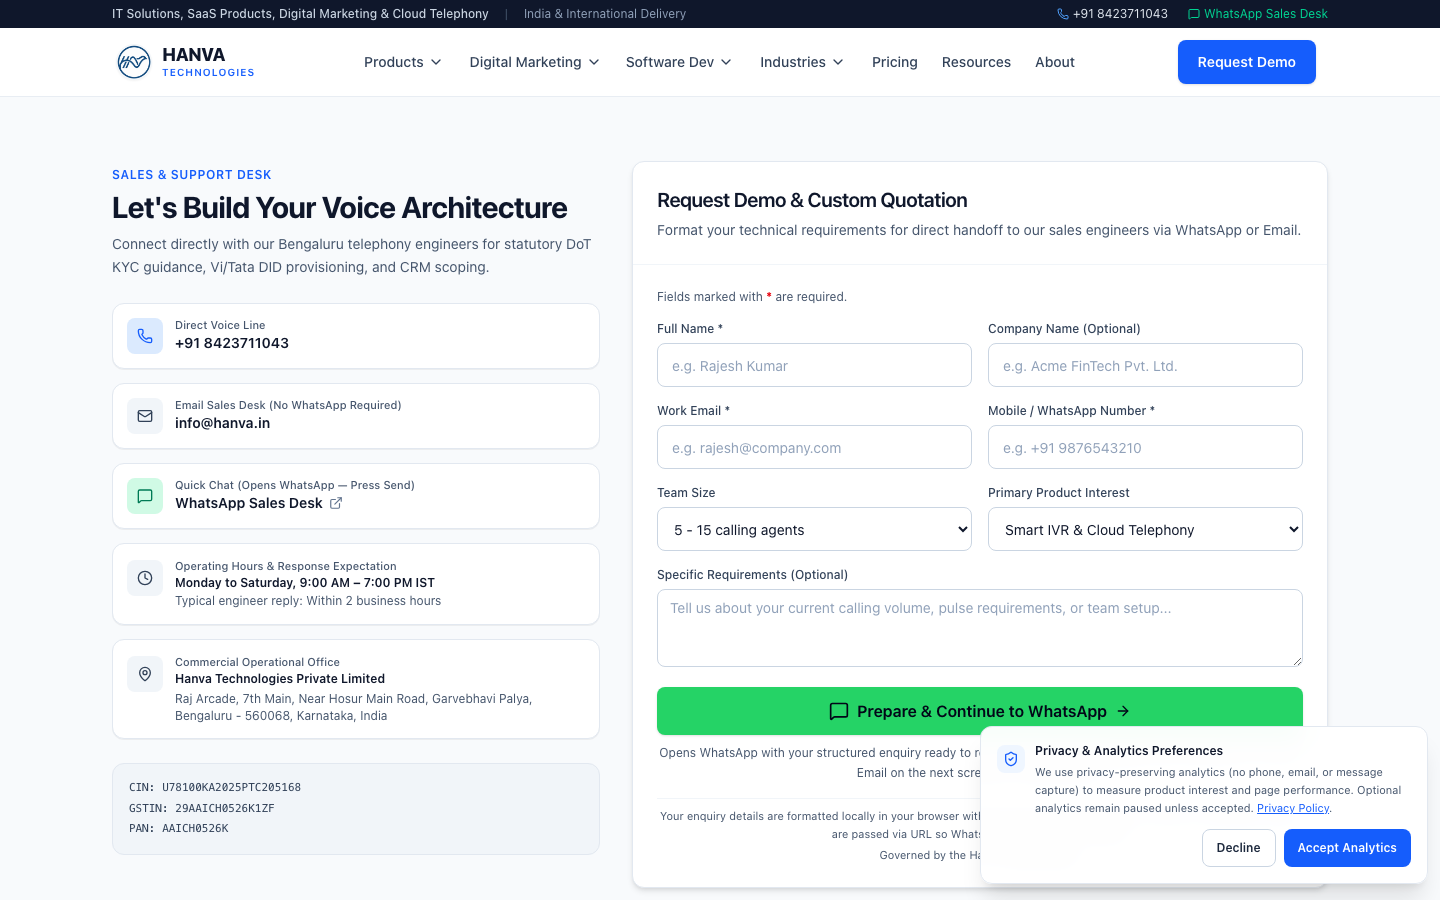 IT Solutions, SaaS Products, Digital Marketing & Cloud Telephony | India & International Delivery
+91 8423711043 WhatsApp Sales Desk
HANVA
TECHNOLOGIES
Products Digital Marketing Software Dev Industries Pricing Resources About
Request Demo
SALES & SUPPORT DESK
Let's Build Your Voice Architecture
Connect directly with our Bengaluru telephony engineers for statutory DoT
KYC guidance, Vi/Tata DID provisioning, and CRM scoping.
Direct Voice Line
+91 8423711043
Email Sales Desk (No WhatsApp Required)
info@hanva.in
Quick Chat (Opens WhatsApp — Press Send)
WhatsApp Sales Desk
Operating Hours & Response Expectation
Monday to Saturday, 9:00 AM – 7:00 PM IST
Typical engineer reply: Within 2 business hours
Commercial Operational Office
Hanva Technologies Private Limited
Raj Arcade, 7th Main, Near Hosur Main Road, Garvebhavi Palya,
Bengaluru - 560068, Karnataka, India
CIN: U78100KA2025PTC205168
GSTIN: 29AAICH0526K1ZF
PAN: AAICH0526K
Request Demo & Custom Quotation
Format your technical requirements for direct handoff to our sales engineers via WhatsApp or Email.
Fields marked with * are required.
Full Name *
e.g. Rajesh Kumar
Company Name (Optional)
e.g. Acme FinTech Pvt. Ltd.
Work Email *
e.g. rajesh@company.com
Mobile / WhatsApp Number *
e.g. +91 9876543210
Team Size
5 - 15 calling agents
Primary Product Interest
Smart IVR & Cloud Telephony
Specific Requirements (Optional)
Tell us about your current calling volume, pulse requirements, or team setup...
Prepare & Continue to WhatsApp
Opens WhatsApp with your structured enquiry ready to
Email on the next
Your enquiry details are formatted locally in your browser
are passed via URL so
Governed by the
Privacy & Analytics Preferences
We use privacy-preserving analytics (no phone, email, or message
capture) to measure product interest and page performance. Optional
analytics remain paused unless accepted. Privacy Policy.
Decline
Accept Analytics